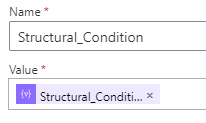 Name *
Structural_Condition
Value *
{v} Structural_Conditi... ×